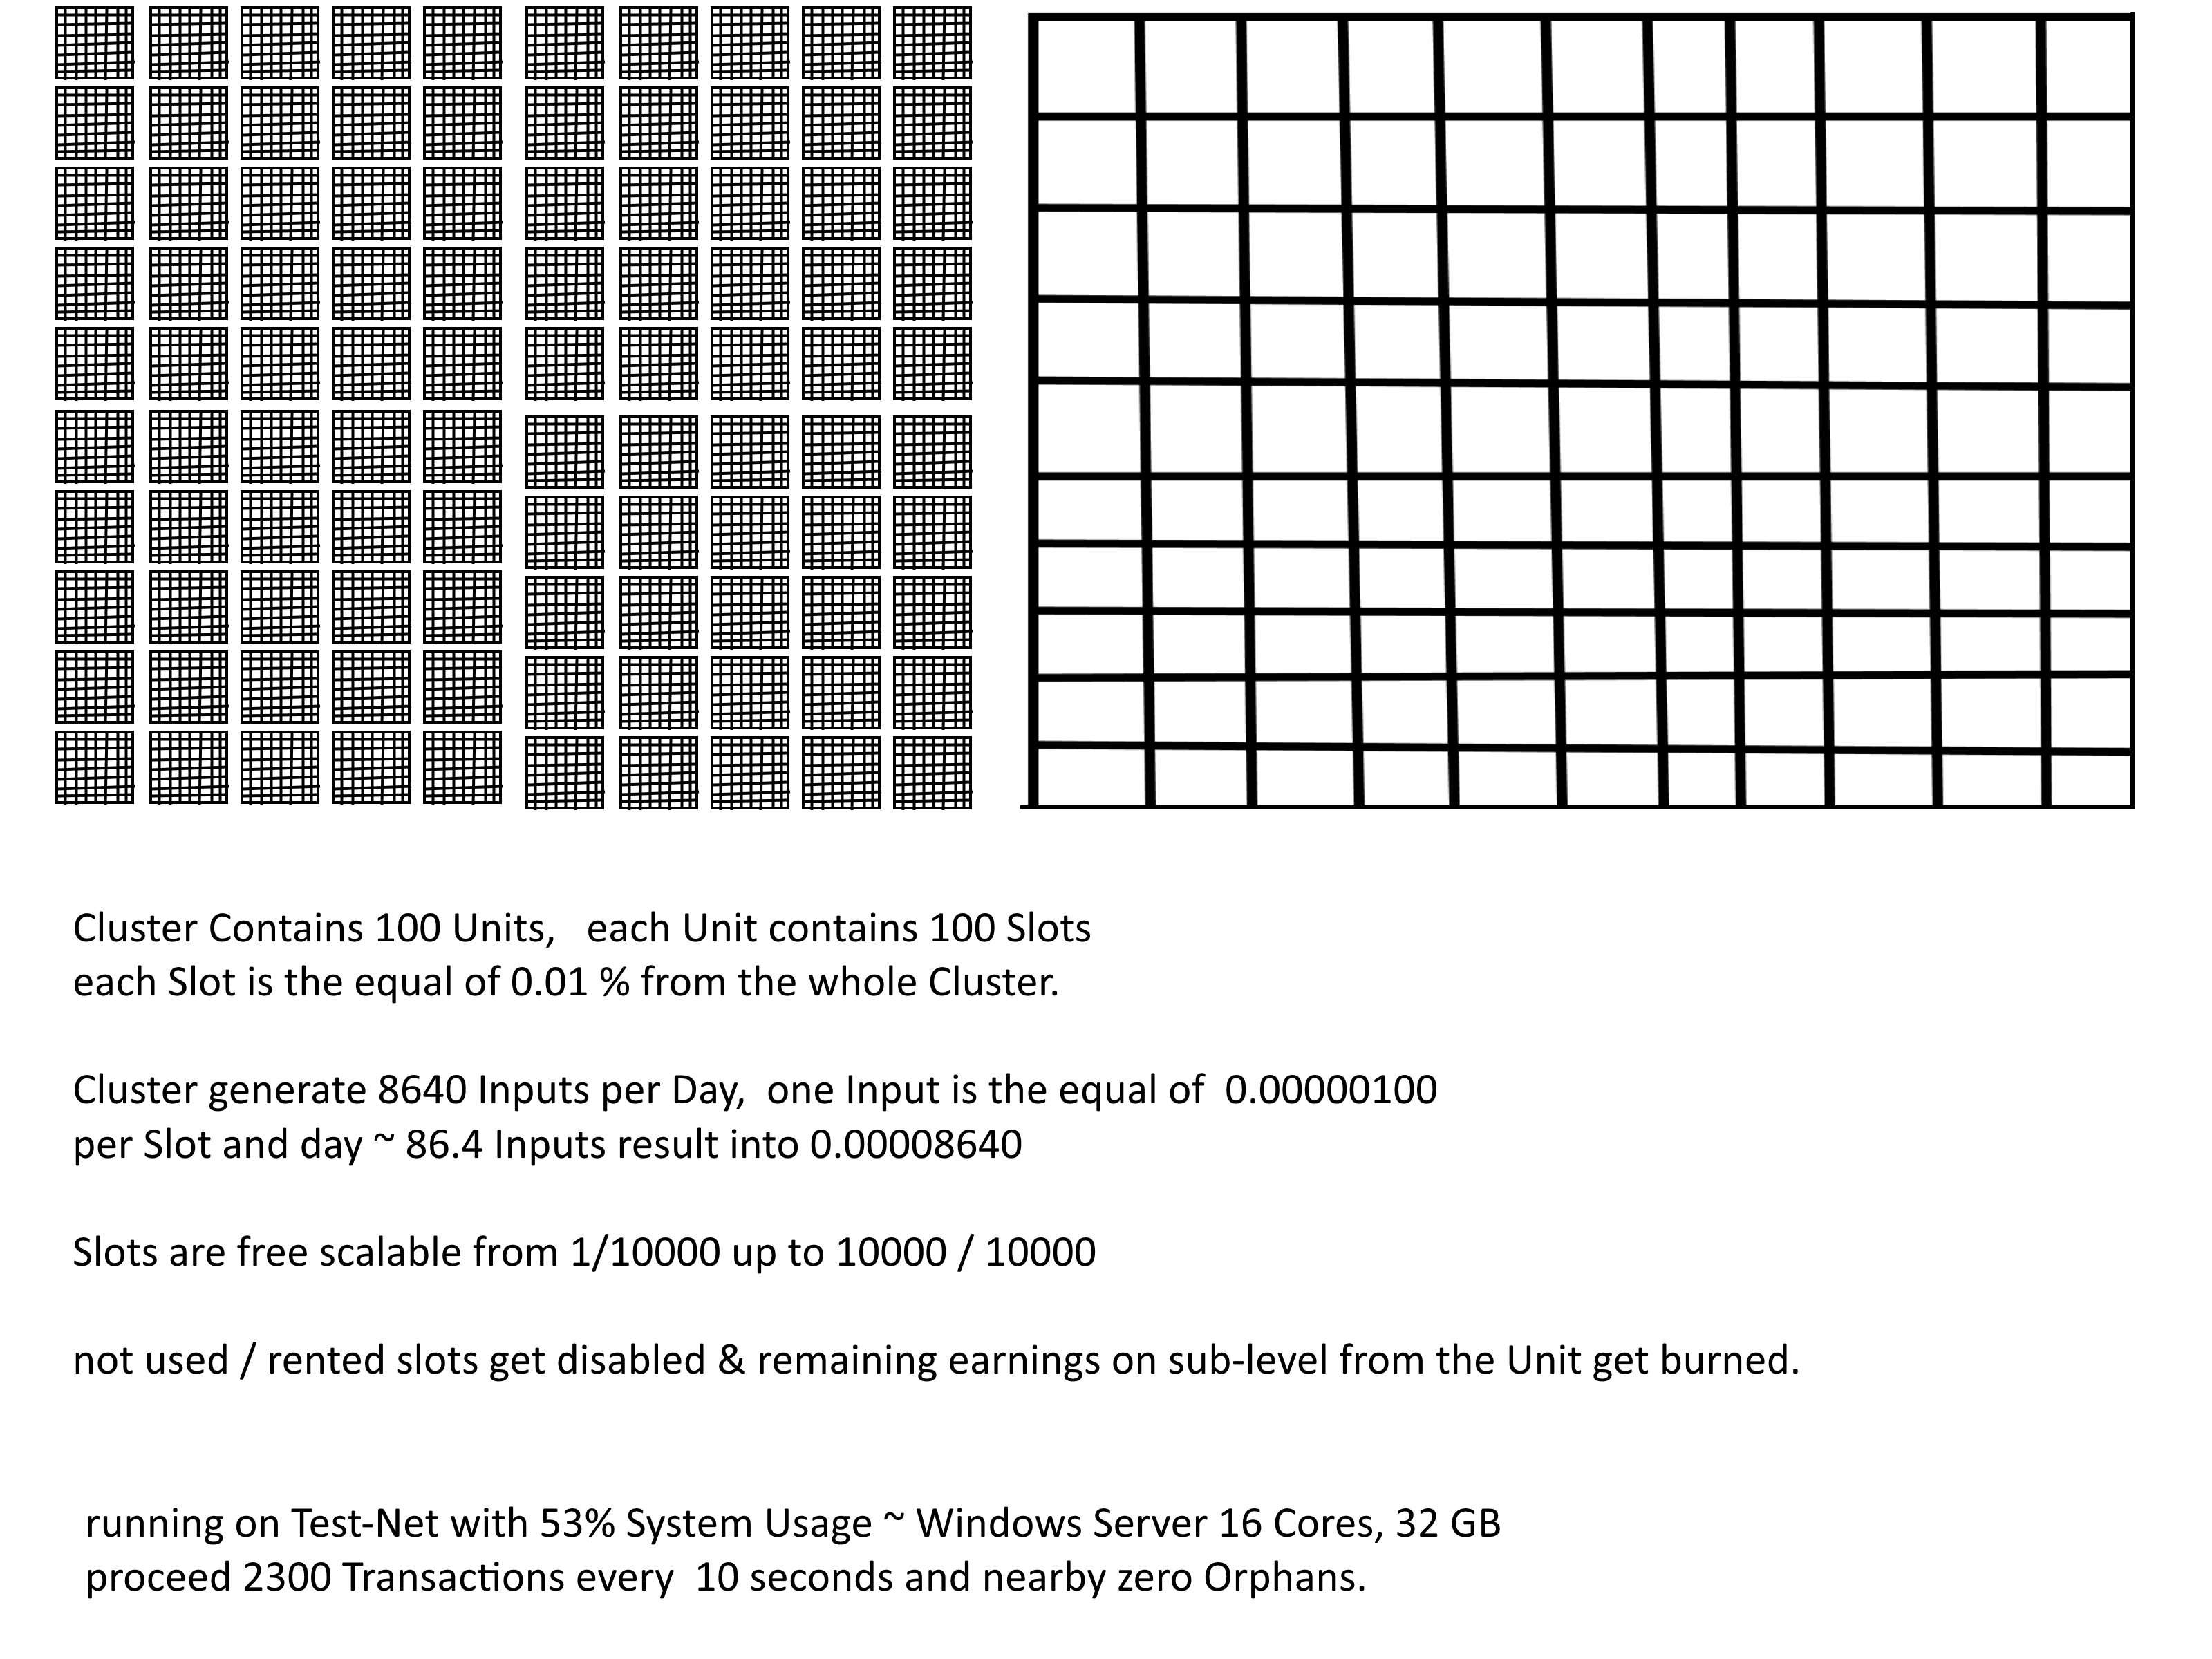 Cluster Contains 100 Units,   each Unit contains 100 Slots
each Slot is the equal of 0.01 % from the whole Cluster.
Cluster generate 8640 Inputs per Day,  one Input is the equal of  0.00000100
per Slot and day ~ 86.4 Inputs result into 0.00008640
Slots are free scalable from 1/10000 up to 10000 / 10000
not used / rented slots get disabled & remaining earnings on sub-level from the Unit get burned.
running on Test-Net with 53% System Usage ~ Windows Server 16 Cores, 32 GB
proceed 2300 Transactions every  10 seconds and nearby zero Orphans.